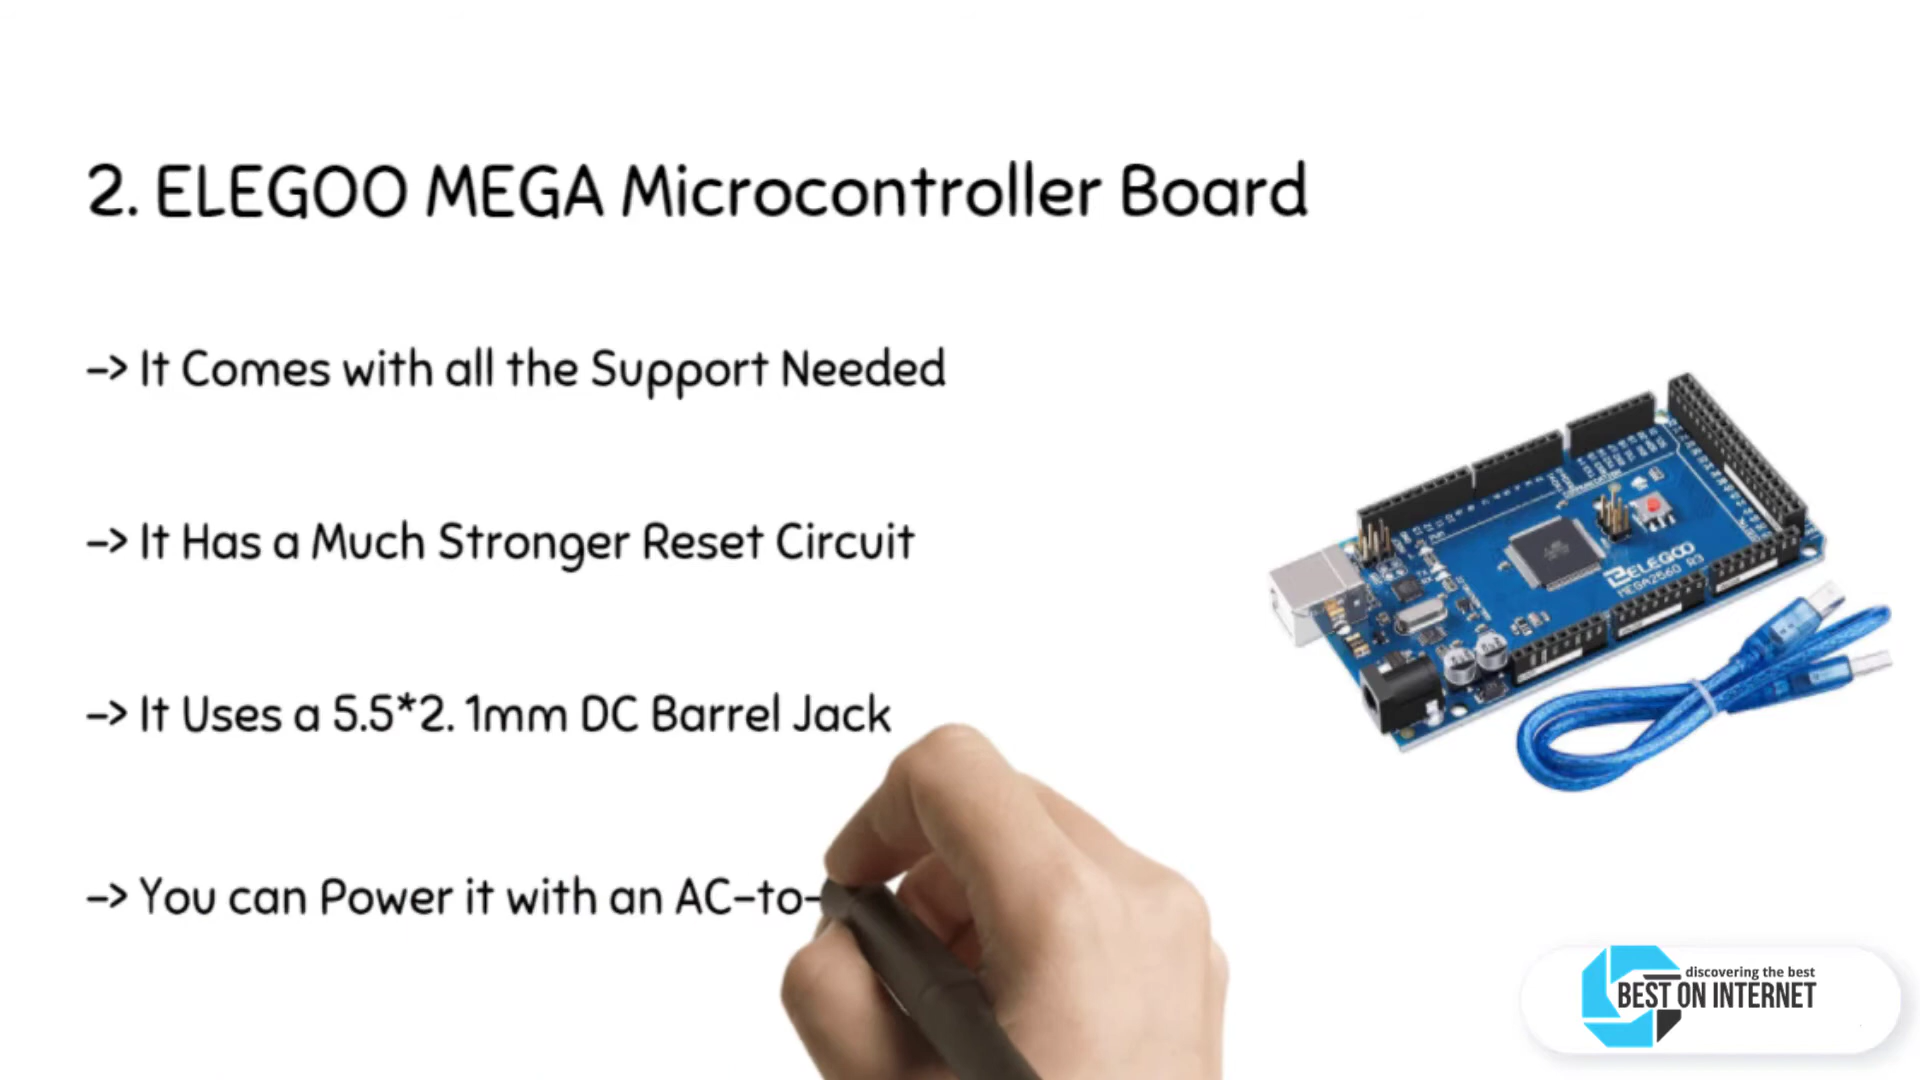 2. ELEGOO MEGA Microcontroller Board
-> It Comes with all the Support Needed
-> It Has a Much Stronger Reset Circuit
-> It Uses a 5.5*2. 1mm DC Barrel Jack
-> You can Power it with an AC-to-
ELEGOO
MEGA2560 R3
discovering the best
BEST ON INTERNET